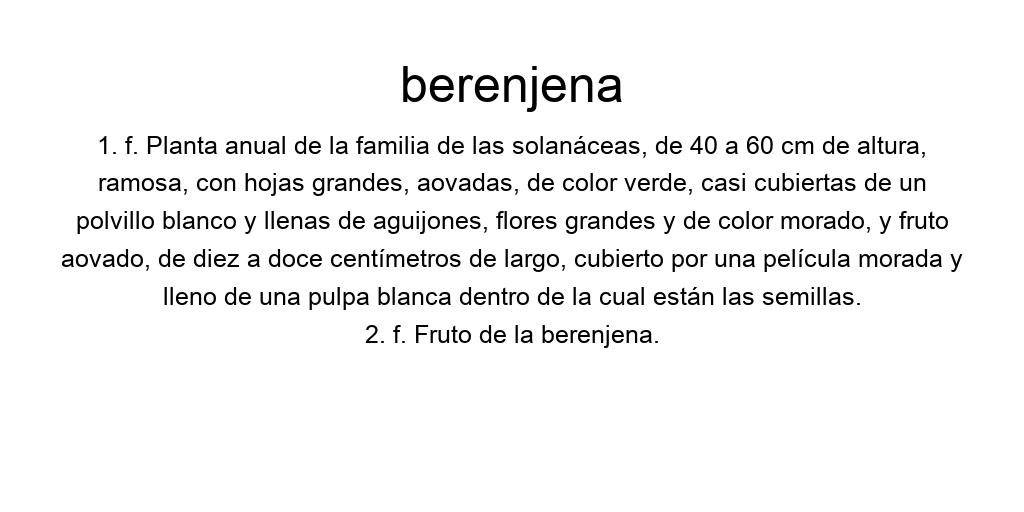 berenjena
1. f. Planta anual de la familia de las solanáceas, de 40 a 60 cm de altura,
ramosa, con hojas grandes, aovadas, de color verde, casi cubiertas de un
polvillo blanco y llenas de aguijones, flores grandes y de color morado, y fruto
aovado, de diez a doce centímetros de largo, cubierto por una película morada y
lleno de una pulpa blanca dentro de la cual están las semillas.
2. f. Fruto de la berenjena.